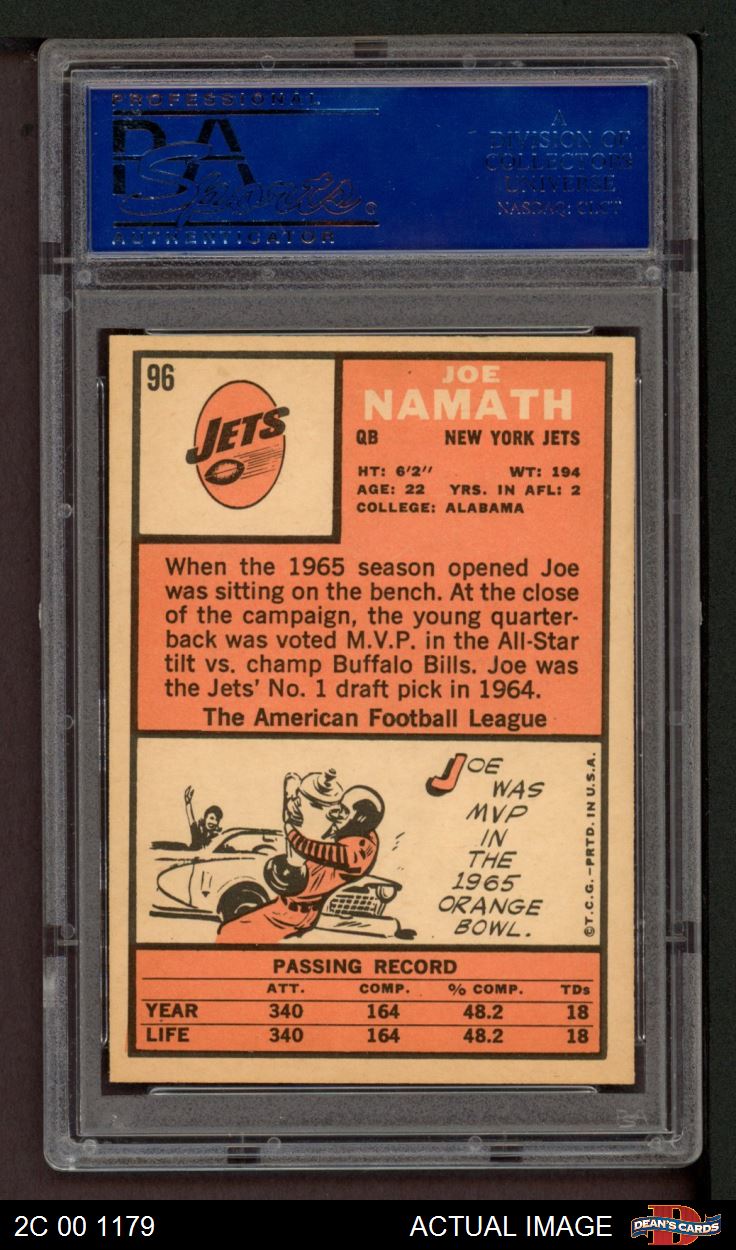 PROFESSIONAL
PSA
Sports
AUTHENTICATOR
A
DIVISION OF
COLLECTORS
UNIVERSE
NASDAQ: CLCT
96
JETS
JOE
NAMATH
QB NEW YORK JETS
HT: 6'2" WT: 194
AGE: 22 YRS. IN AFL: 2
COLLEGE: ALABAMA
When the 1965 season opened Joe
was sitting on the bench. At the close
of the campaign, the young quarter-
back was voted M.V.P. in the All-Star
tilt vs. champ Buffalo Bills. Joe was
the Jets' No. 1 draft pick in 1964.
The American Football League
JOE
WAS
MVP
IN
THE
1965
ORANGE
BOWL.
©T.C.G.–PRTD. IN U.S.A.
PASSING RECORD
ATT. COMP. % COMP. TDs
YEAR 340 164 48.2 18
LIFE 340 164 48.2 18
PSA
2C 00 1179 ACTUAL IMAGE DEAN'S CARDS